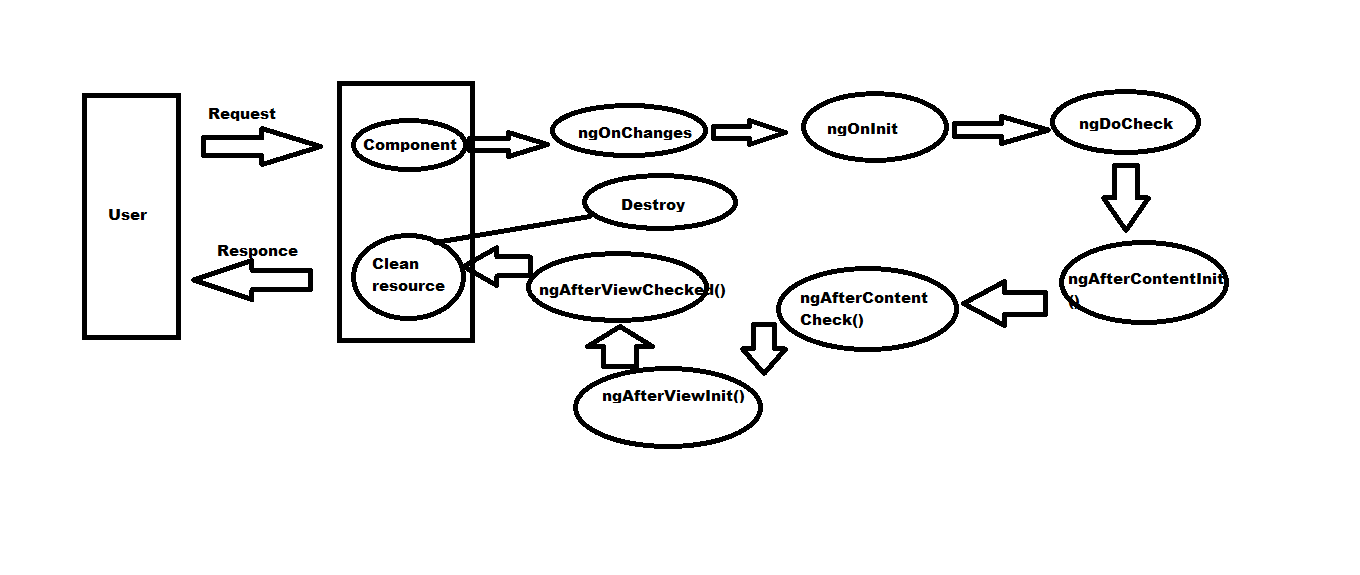 Request
Component
ngOnChanges
ngOnInit
ngDoCheck
User
Destroy
Responce
Clean
resource
ngAfterViewChecked()
ngAfterContent
Check()
ngAfterContentInit
()
ngAfterViewInit()